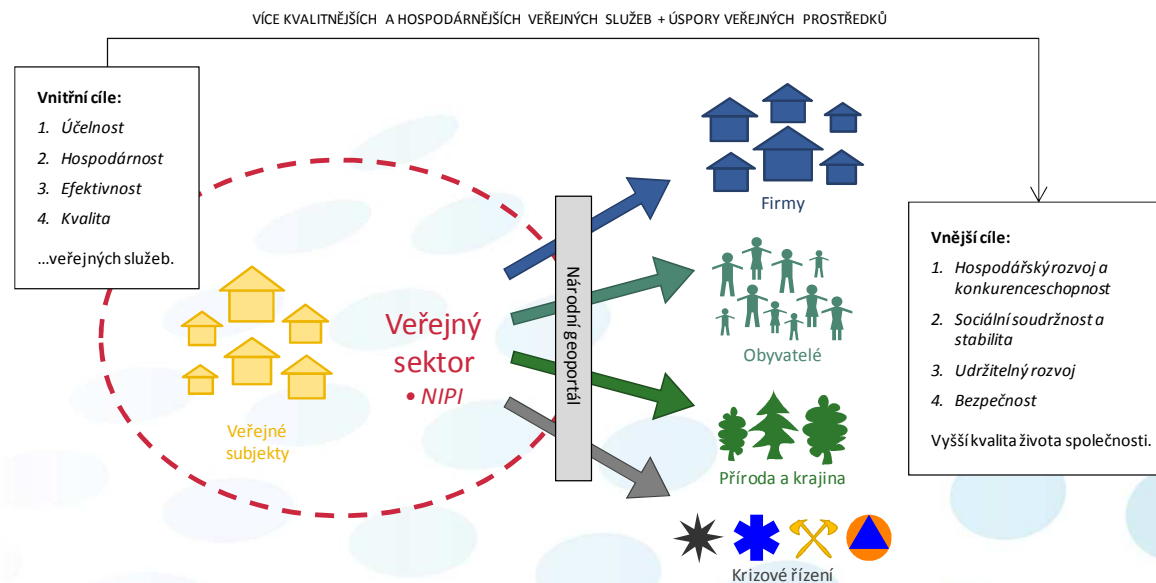 VÍCE KVALITNĚJŠÍCH A HOSPODÁRNĚJŠÍCH VEŘEJNÝCH SLUŽEB + ÚSPORY VEŘEJNÝCH PROSTŘEDKŮ
Vnitřní cíle:
1. Účelnost
2. Hospodárnost
3. Efektivnost
4. Kvalita
...veřejných služeb.
Veřejné
subjekty
Veřejný
sektor
• NIPI
Národní geoportál
Firmy
Obyvatelé
Příroda a krajina
Krizové řízení
Vnější cíle:
1. Hospodářský rozvoj a
konkurenceschopnost
2. Sociální soudržnost a
stabilita
3. Udržitelný rozvoj
4. Bezpečnost
Vyšší kvalita života společnosti.